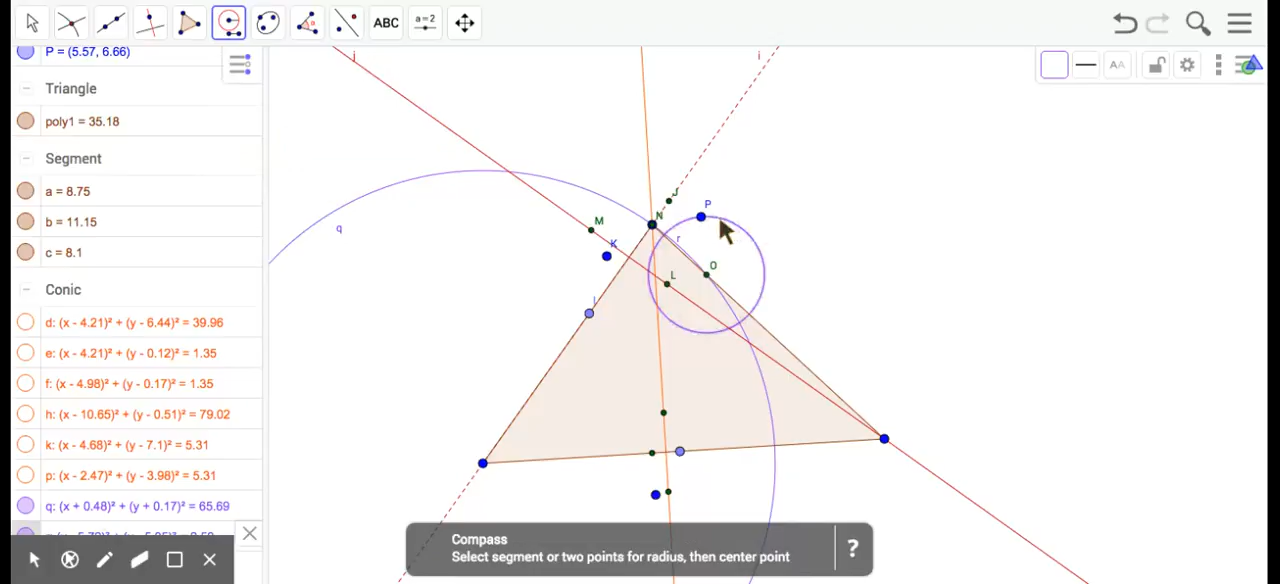 ABC
a=2
P = (5.57, 6.66)
Triangle
poly1 = 35.18
Segment
a = 8.75
b = 11.15
c = 8.1
Conic
d: (x - 4.21)² + (y - 6.44)² = 39.96
e: (x - 4.21)² + (y - 0.12)² = 1.35
f: (x - 4.98)² + (y - 0.17)² = 1.35
h: (x - 10.65)² + (y - 0.51)² = 79.02
k: (x - 4.68)² + (y - 7.1)² = 5.31
p: (x - 2.47)² + (y - 3.98)² = 5.31
q: (x + 0.48)² + (y + 0.17)² = 65.69
AA
j
i
q
J
P
N
M
K
r
O
L
I
Compass
Select segment or two points for radius, then center point
?